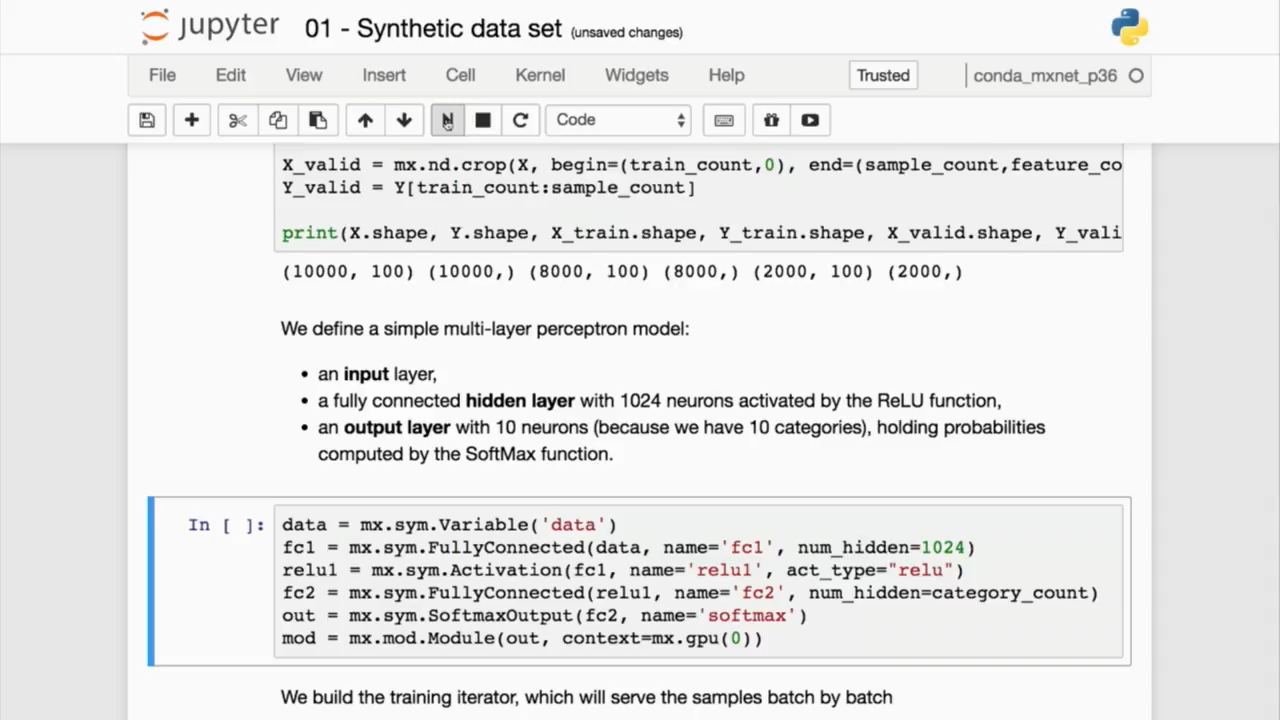 jupyter 01 - Synthetic data set (unsaved changes)
File Edit View Insert Cell Kernel Widgets Help Trusted conda_mxnet_p36
Code
X_valid = mx.nd.crop(X, begin=(train_count,0), end=(sample_count,feature_co
Y_valid = Y[train_count:sample_count]
print(X.shape, Y.shape, X_train.shape, Y_train.shape, X_valid.shape, Y_vali
(10000, 100) (10000,) (8000, 100) (8000,) (2000, 100) (2000,)
We define a simple multi-layer perceptron model:
• an input layer,
• a fully connected hidden layer with 1024 neurons activated by the ReLU function,
• an output layer with 10 neurons (because we have 10 categories), holding probabilities
computed by the SoftMax function.
In [ ]: data = mx.sym.Variable('data')
fc1 = mx.sym.FullyConnected(data, name='fc1', num_hidden=1024)
relu1 = mx.sym.Activation(fc1, name='relu1', act_type="relu")
fc2 = mx.sym.FullyConnected(relu1, name='fc2', num_hidden=category_count)
out = mx.sym.SoftmaxOutput(fc2, name='softmax')
mod = mx.mod.Module(out, context=mx.gpu(0))
We build the training iterator, which will serve the samples batch by batch